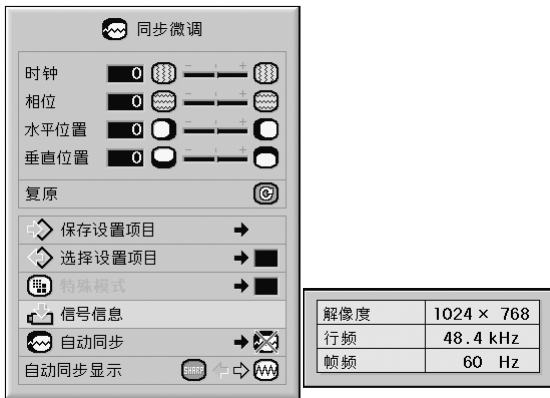 同步微调
时钟 0 - +
相位 0 - +
水平位置 0 - +
垂直位置 0 - +
复原
保存设置项目
选择设置项目
特殊模式
信号信息
自动同步
自动同步显示 SHARP
解像度 1024 × 768
行频 48.4 kHz
帧频 60 Hz